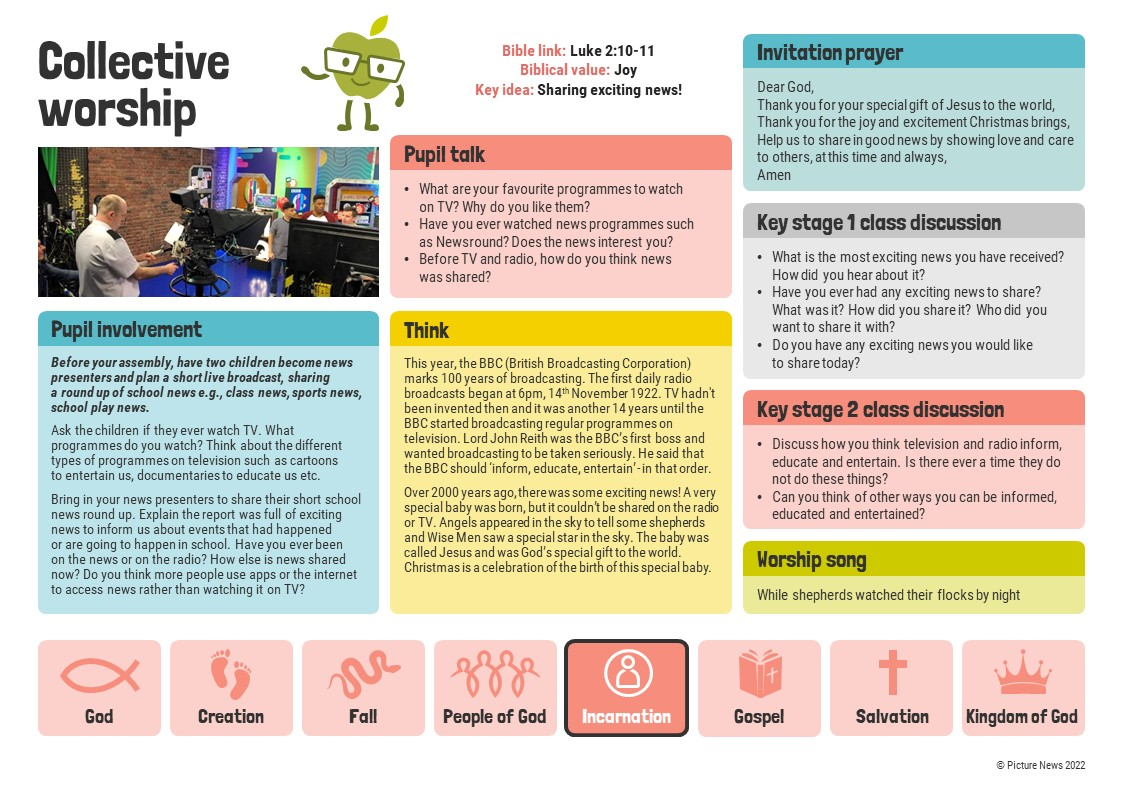 Collective
worship
Bible link: Luke 2:10-11
Biblical value: Joy
Key idea: Sharing exciting news!
Pupil talk
• What are your favourite programmes to watch
on TV? Why do you like them?
• Have you ever watched news programmes such
as Newsround? Does the news interest you?
• Before TV and radio, how do you think news
was shared?
Invitation prayer
Dear God,
Thank you for your special gift of Jesus to the world,
Thank you for the joy and excitement Christmas brings,
Help us to share in good news by showing love and care
to others, at this time and always,
Amen
Pupil involvement
Before your assembly, have two children become news
presenters and plan a short live broadcast, sharing
a round up of school news e.g., class news, sports news,
school play news.
Ask the children if they ever watch TV. What
programmes do you watch? Think about the different
types of programmes on television such as cartoons
to entertain us, documentaries to educate us etc.
Bring in your news presenters to share their short school
news round up. Explain the report was full of exciting
news to inform us about events that had happened
or are going to happen in school. Have you ever been
on the news or on the radio? How else is news shared
now? Do you think more people use apps or the internet
to access news rather than watching it on TV?
Think
This year, the BBC (British Broadcasting Corporation)
marks 100 years of broadcasting. The first daily radio
broadcasts began at 6pm, 14th November 1922. TV hadn't
been invented then and it was another 14 years until the
BBC started broadcasting regular programmes on
television. Lord John Reith was the BBC's first boss and
wanted broadcasting to be taken seriously. He said that
the BBC should 'inform, educate, entertain' - in that order.
Over 2000 years ago, there was some exciting news! A very
special baby was born, but it couldn't be shared on the radio
or TV. Angels appeared in the sky to tell some shepherds
and Wise Men saw a special star in the sky. The baby was
called Jesus and was God's special gift to the world.
Christmas is a celebration of the birth of this special baby.
Key stage 1 class discussion
• What is the most exciting news you have received?
How did you hear about it?
• Have you ever had any exciting news to share?
What was it? How did you share it? Who did you
want to share it with?
• Do you have any exciting news you would like
to share today?
Key stage 2 class discussion
• Discuss how you think television and radio inform,
educate and entertain. Is there ever a time they do
not do these things?
• Can you think of other ways you can be informed,
educated and entertained?
Worship song
While shepherds watched their flocks by night
God
Creation
Fall
People of God
Incarnation
Gospel
Salvation
Kingdom of God
© Picture News 2022